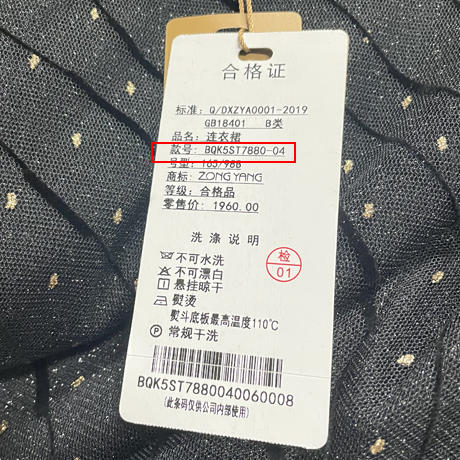 合格证
标准: Q/DXZYA0001-2019
GB18401 B类
品名: 连衣裙
款号: BQK5ST7880-04
号型: 165/98B
商标: ZONG YANG
等级: 合格品
零售价: 1960.00
洗涤说明
不可水洗
不可漂白
悬挂晾干
熨烫
熨斗底板最高温度110℃
P 常规干洗
检
01
BQK5ST7880040060008
(此条码仅供公司内部使用)